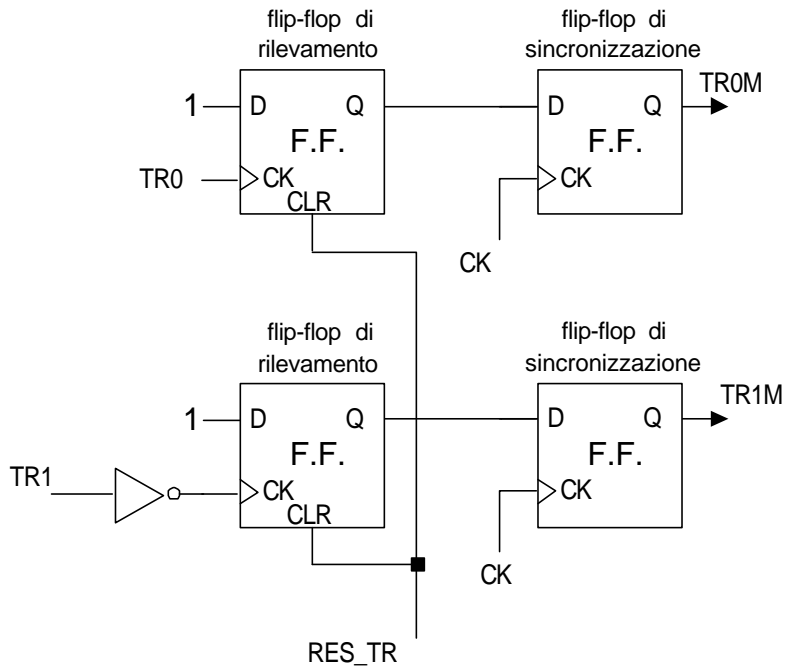 flip-flop di
rilevamento
flip-flop di
sincronizzazione
1
D
Q
F.F.
TR0
CK
CLR
D
Q
F.F.
CK
TR0M
CK
flip-flop di
rilevamento
flip-flop di
sincronizzazione
1
D
Q
F.F.
TR1
CK
CLR
D
Q
F.F.
CK
TR1M
CK
RES_TR